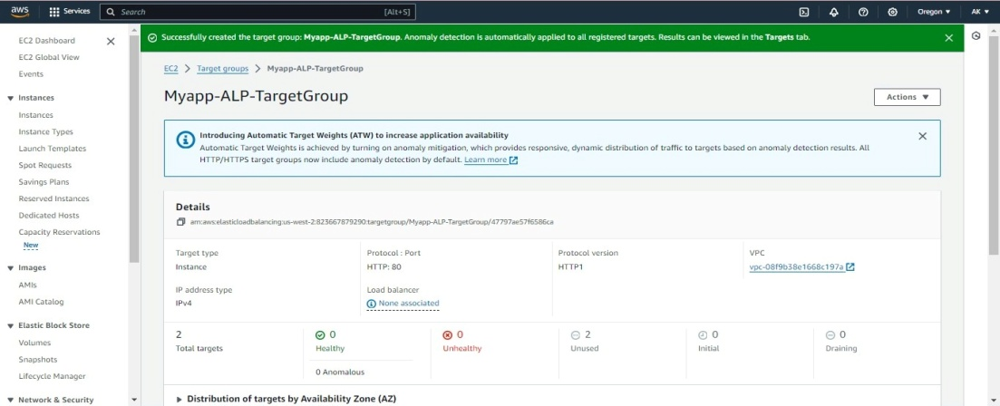 aws Services Search [Alt+S] Oregon AK
EC2 Dashboard
EC2 Global View
Events
Instances
Instances
Instance Types
Launch Templates
Spot Requests
Savings Plans
Reserved Instances
Dedicated Hosts
Capacity Reservations
New
Images
AMIs
AMI Catalog
Elastic Block Store
Volumes
Snapshots
Lifecycle Manager
Network & Security
Successfully created the target group: Myapp-ALP-TargetGroup. Anomaly detection is automatically applied to all registered targets. Results can be viewed in the Targets tab.
EC2 > Target groups > Myapp-ALP-TargetGroup
Myapp-ALP-TargetGroup
Actions
Introducing Automatic Target Weights (ATW) to increase application availability
Automatic Target Weights is achieved by turning on anomaly mitigation, which provides responsive, dynamic distribution of traffic to targets based on anomaly detection results. All
HTTP/HTTPS target groups now include anomaly detection by default. Learn more
Details
arn:aws:elasticloadbalancing:us-west-2:823667879290:targetgroup/Myapp-ALP-TargetGroup/47797ae57f6586ca
Target type
Instance
Protocol : Port
HTTP: 80
Protocol version
HTTP1
VPC
vpc-08f9b38e1668c197a
IP address type
IPv4
Load balancer
None associated
2
Total targets
0
Healthy
0 Anomalous
0
Unhealthy
2
Unused
0
Initial
0
Draining
Distribution of targets by Availability Zone (AZ)